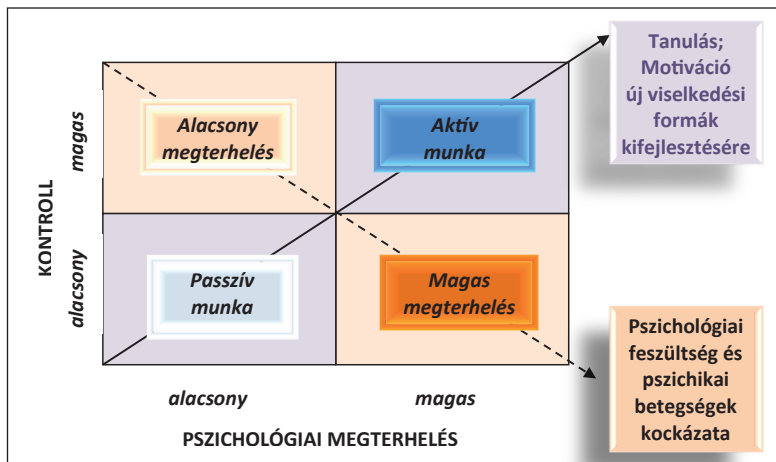 Tanulás;
Motiváció
új viselkedési
formák
kifejlesztésére
KONTROLL
magas
alacsony
Alacsony
megterhelés
Aktív
munka
Passzív
munka
Magas
megterhelés
Pszichológiai
feszültség és
pszichikai
betegségek
kockázata
alacsony
magas
PSZICHOLÓGIAI MEGTERHELÉS